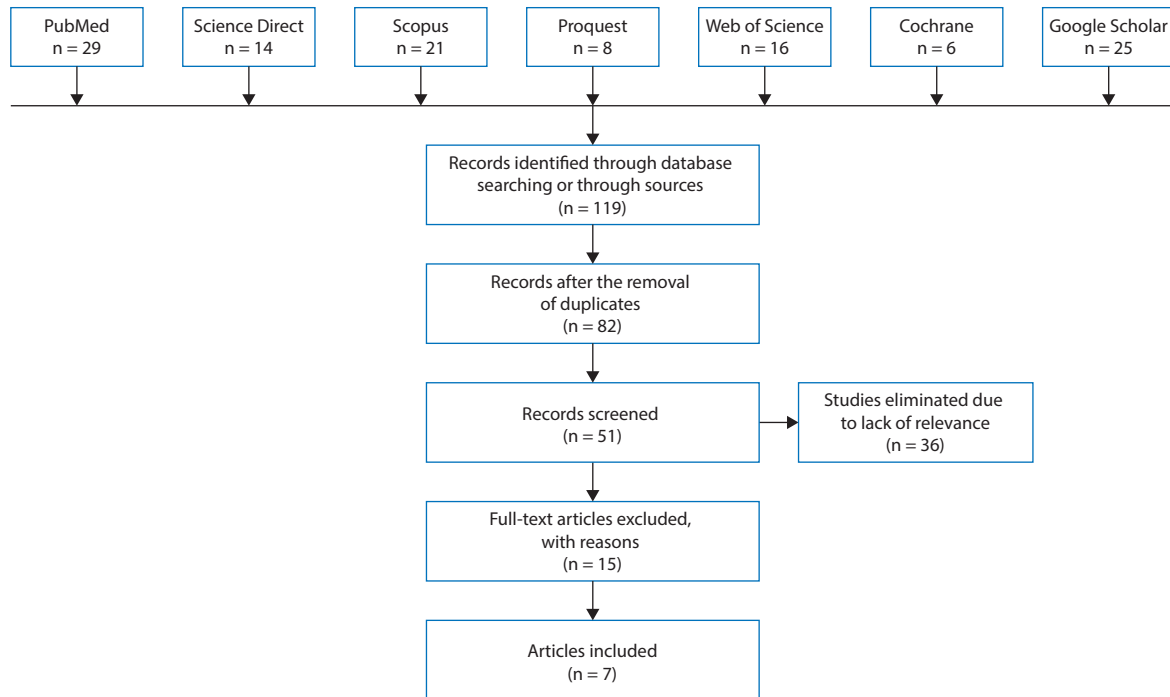 PubMed
n = 29
Science Direct
n = 14
Scopus
n = 21
Proquest
n = 8
Web of Science
n = 16
Cochrane
n = 6
Google Scholar
n = 25
Records identified through database
searching or through sources
(n = 119)
Records after the removal
of duplicates
(n = 82)
Records screened
(n = 51)
Studies eliminated due
to lack of relevance
(n = 36)
Full-text articles excluded,
with reasons
(n = 15)
Articles included
(n = 7)